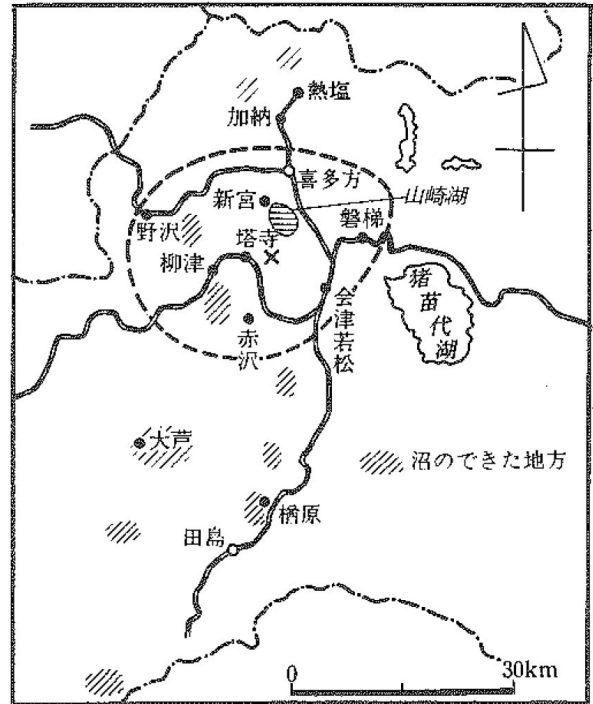 熱塩
加納
喜多方
新宮
山崎湖
野沢
塔寺
磐梯
柳津
猪苗代湖
会津若松
赤沢
大芦
沼のできた地方
楢原
田島
0
30km